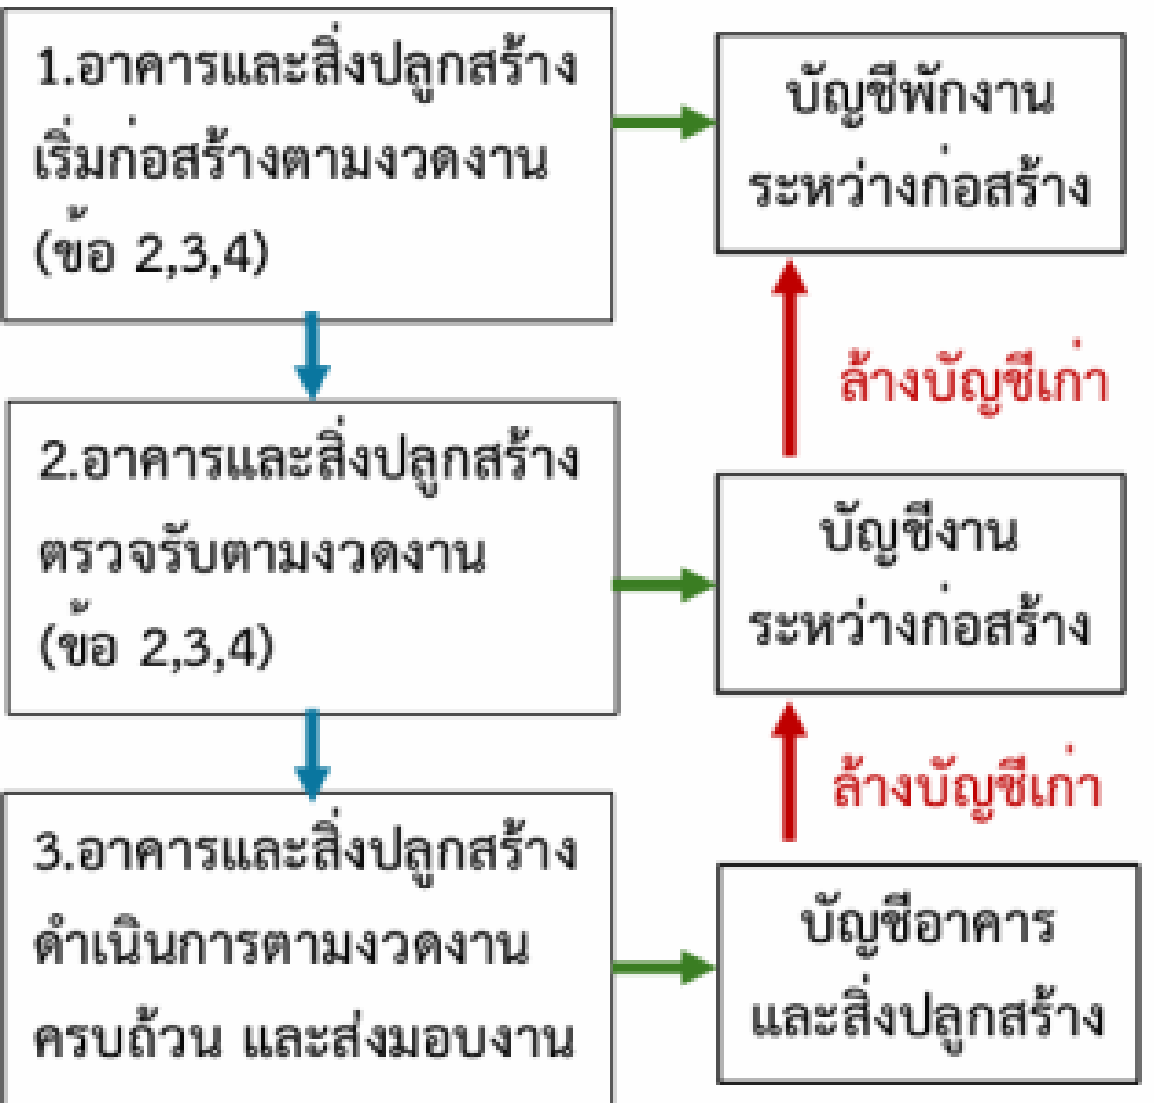 1.อาคารและสิ่งปลูกสร้าง
เริ่มก่อสร้างตามงวดงาน
(ข้อ 2,3,4)
บัญชีพักงาน
ระหว่างก่อสร้าง
ล้างบัญชีเก่า
2.อาคารและสิ่งปลูกสร้าง
ตรวจรับตามงวดงาน
(ข้อ 2,3,4)
บัญชีงาน
ระหว่างก่อสร้าง
ล้างบัญชีเก่า
3.อาคารและสิ่งปลูกสร้าง
ดำเนินการตามงวดงาน
ครบถ้วน และส่งมอบงาน
บัญชีอาคาร
และสิ่งปลูกสร้าง